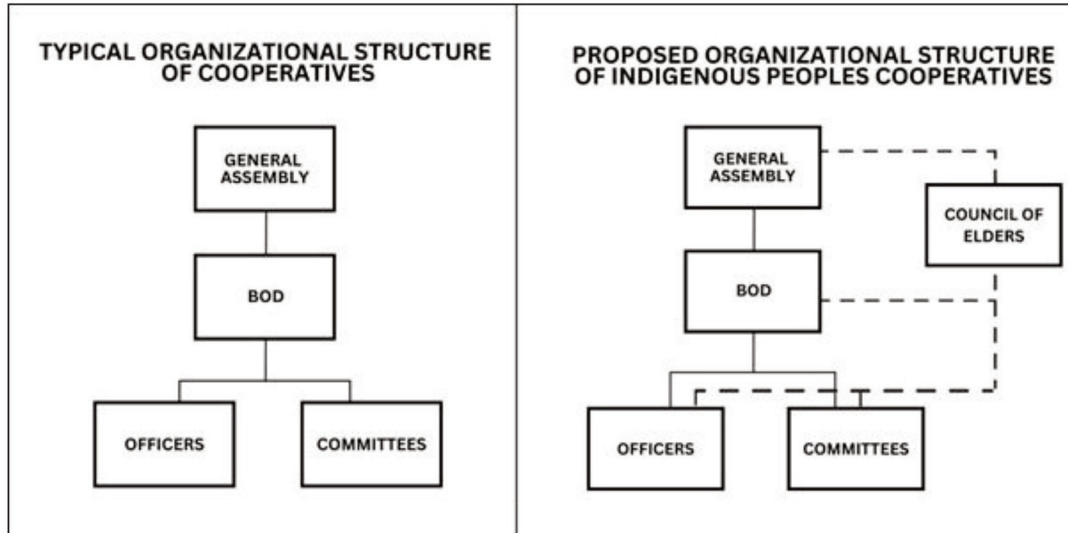 TYPICAL ORGANIZATIONAL STRUCTURE
OF COOPERATIVES
GENERAL
ASSEMBLY
BOD
OFFICERS
COMMITTEES
PROPOSED ORGANIZATIONAL STRUCTURE
OF INDIGENOUS PEOPLES COOPERATIVES
GENERAL
ASSEMBLY
COUNCIL OF
ELDERS
BOD
OFFICERS
COMMITTEES